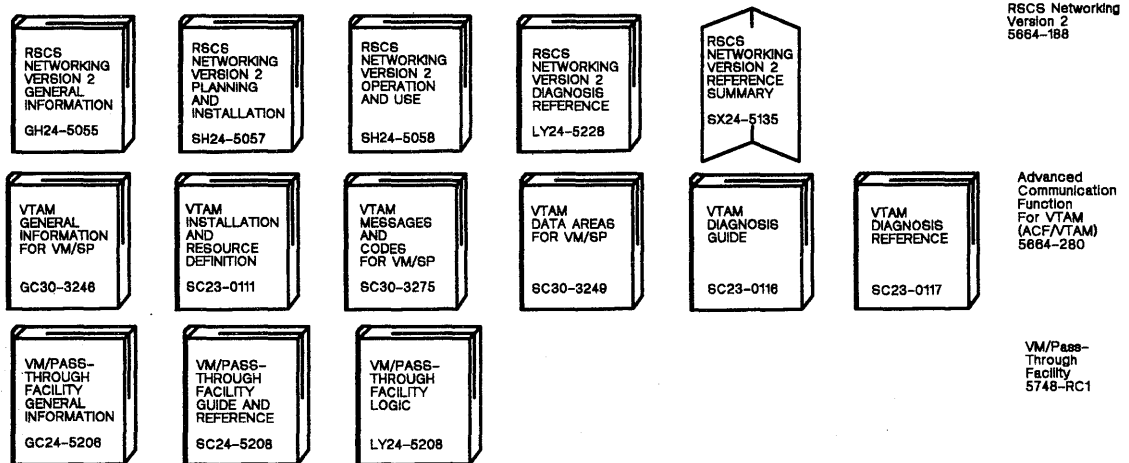 RSCS
NETWORKING
VERSION 2
GENERAL
INFORMATION
GH24-5055
RSCS
NETWORKING
VERSION 2
PLANNING
AND
INSTALLATION
SH24-5057
RSCS
NETWORKING
VERSION 2
OPERATION
AND USE
SH24-5058
RSCS
NETWORKING
VERSION 2
DIAGNOSIS
REFERENCE
LY24-5228
RSCS
NETWORKING
VERSION 2
REFERENCE
SUMMARY
SX24-5135
RSCS Networking
Version 2
5664-188
VTAM
GENERAL
INFORMATION
FOR VM/SP
GC30-3246
VTAM
INSTALLATION
AND
RESOURCE
DEFINITION
SC23-0111
VTAM
MESSAGES
AND
CODES
FOR VM/SP
SC30-3275
VTAM
DATA AREAS
FOR VM/SP
SC30-3249
VTAM
DIAGNOSIS
GUIDE
SC23-0116
VTAM
DIAGNOSIS
REFERENCE
SC23-0117
Advanced
Communication
Function
For VTAM
(ACF/VTAM)
5664-280
VM/PASS-
THROUGH
FACILITY
GENERAL
INFORMATION
GC24-5206
VM/PASS-
THROUGH
FACILITY
GUIDE AND
REFERENCE
SC24-5208
VM/PASS-
THROUGH
FACILITY
LOGIC
LY24-5208
VM/Pass-
Through
Facility
5748-RC1